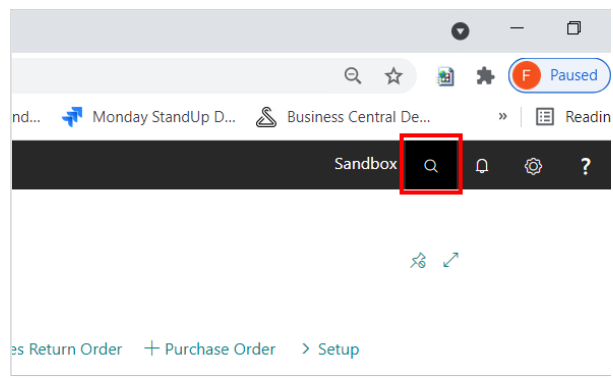 F Paused
nd... Monday StandUp D... Business Central De... » Readin
Sandbox ?
es Return Order + Purchase Order > Setup